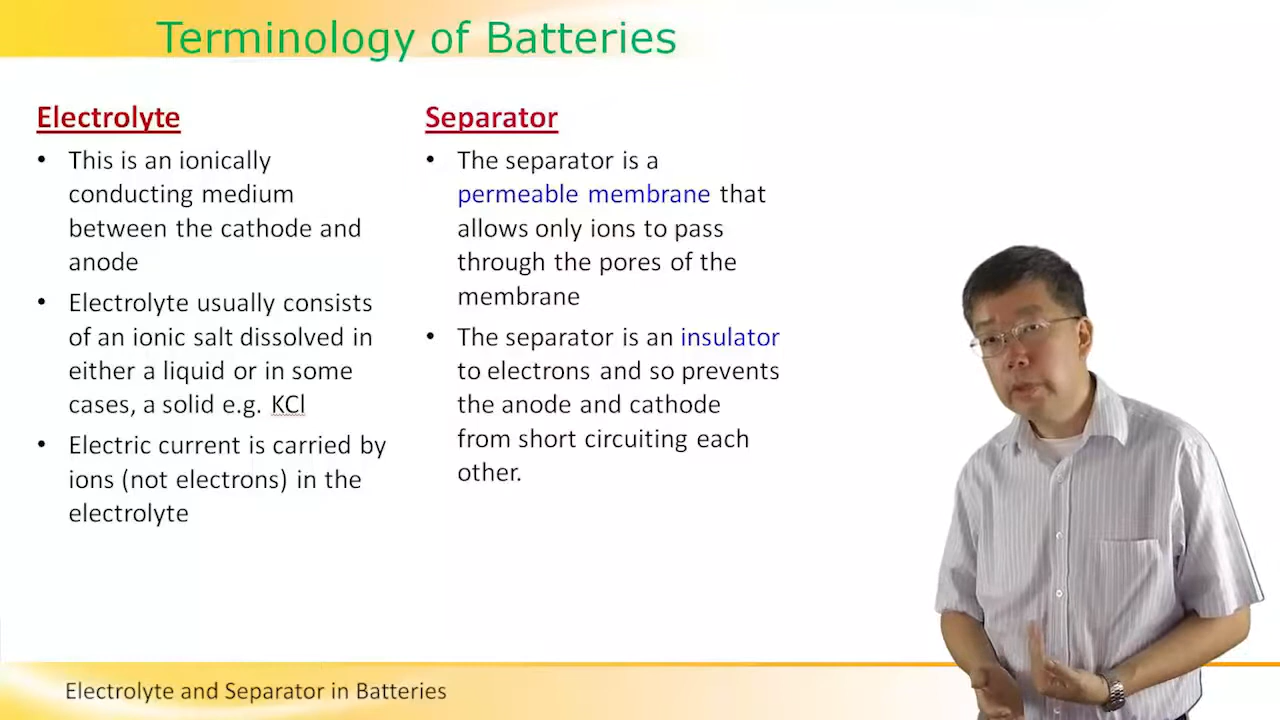 Terminology of Batteries
Electrolyte
• This is an ionically
conducting medium
between the cathode and
anode
• Electrolyte usually consists
of an ionic salt dissolved in
either a liquid or in some
cases, a solid e.g. KCl
• Electric current is carried by
ions (not electrons) in the
electrolyte
Separator
• The separator is a
permeable membrane that
allows only ions to pass
through the pores of the
membrane
• The separator is an insulator
to electrons and so prevents
the anode and cathode
from short circuiting each
other.
Electrolyte and Separator in Batteries